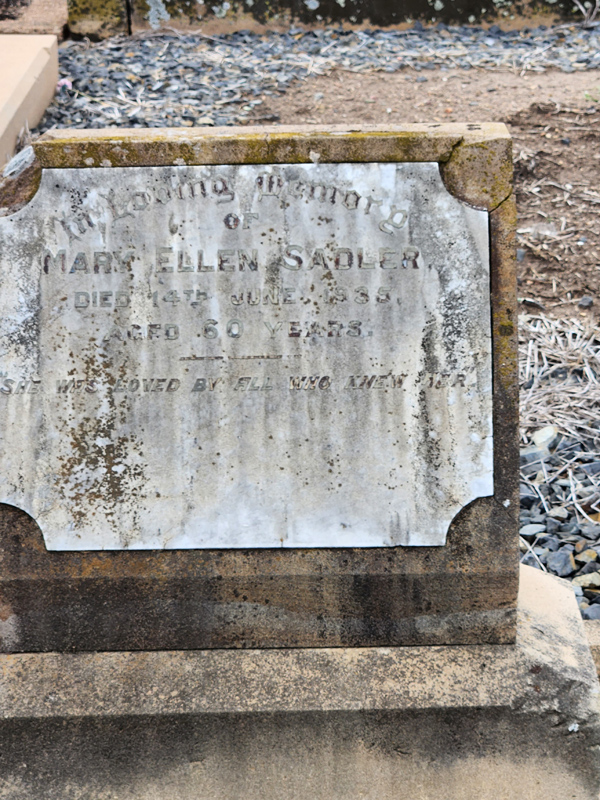 In Loving Memory
OF
MARY ELLEN SADLER
DIED 14TH JUNE
AGED 60 YEARS.
SHE WAS LOVED BY ALL WHO KNEW HER